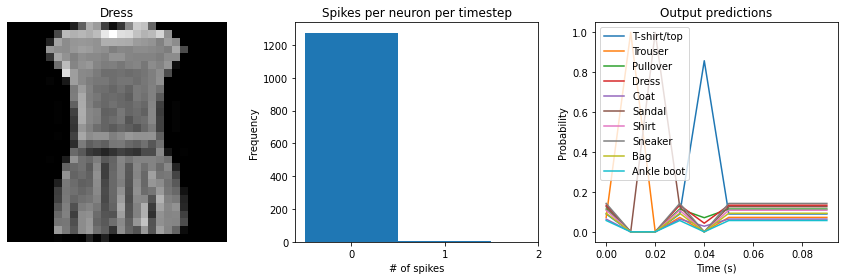 Dress
Spikes per neuron per timestep
Output predictions
Frequency
1200
1000
800
600
400
200
0
0
1
2
# of spikes
Probability
1.0
0.8
0.6
0.4
0.2
0.0
T-shirt/top
Trouser
Pullover
Dress
Coat
Sandal
Shirt
Sneaker
Bag
Ankle boot
0.00
0.02
0.04
0.06
0.08
Time (s)